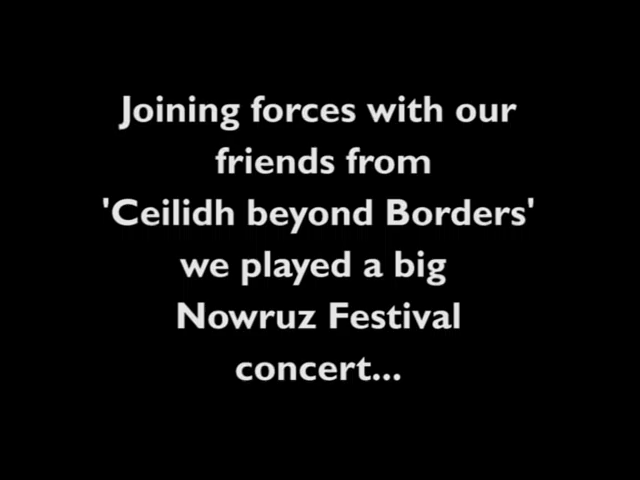 Joining forces with our
friends from
'Ceilidh beyond Borders'
we played a big
Nowruz Festival
concert...